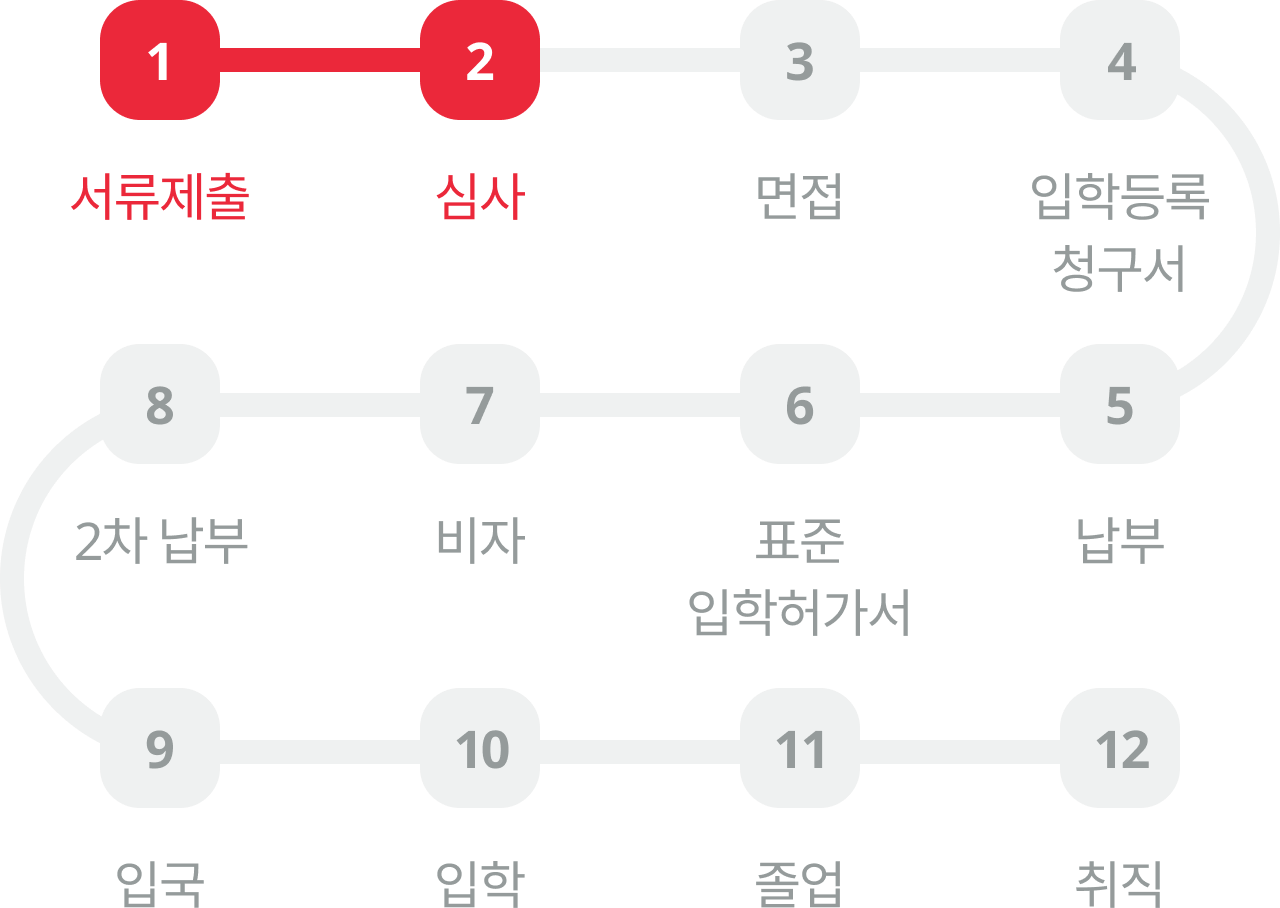 1 2 3 4
서류제출 심사 면접 입학등록
청구서
8 7 6 5
2차 납부 비자 표준 납부
입학허가서
9 10 11 12
입국 입학 졸업 취직